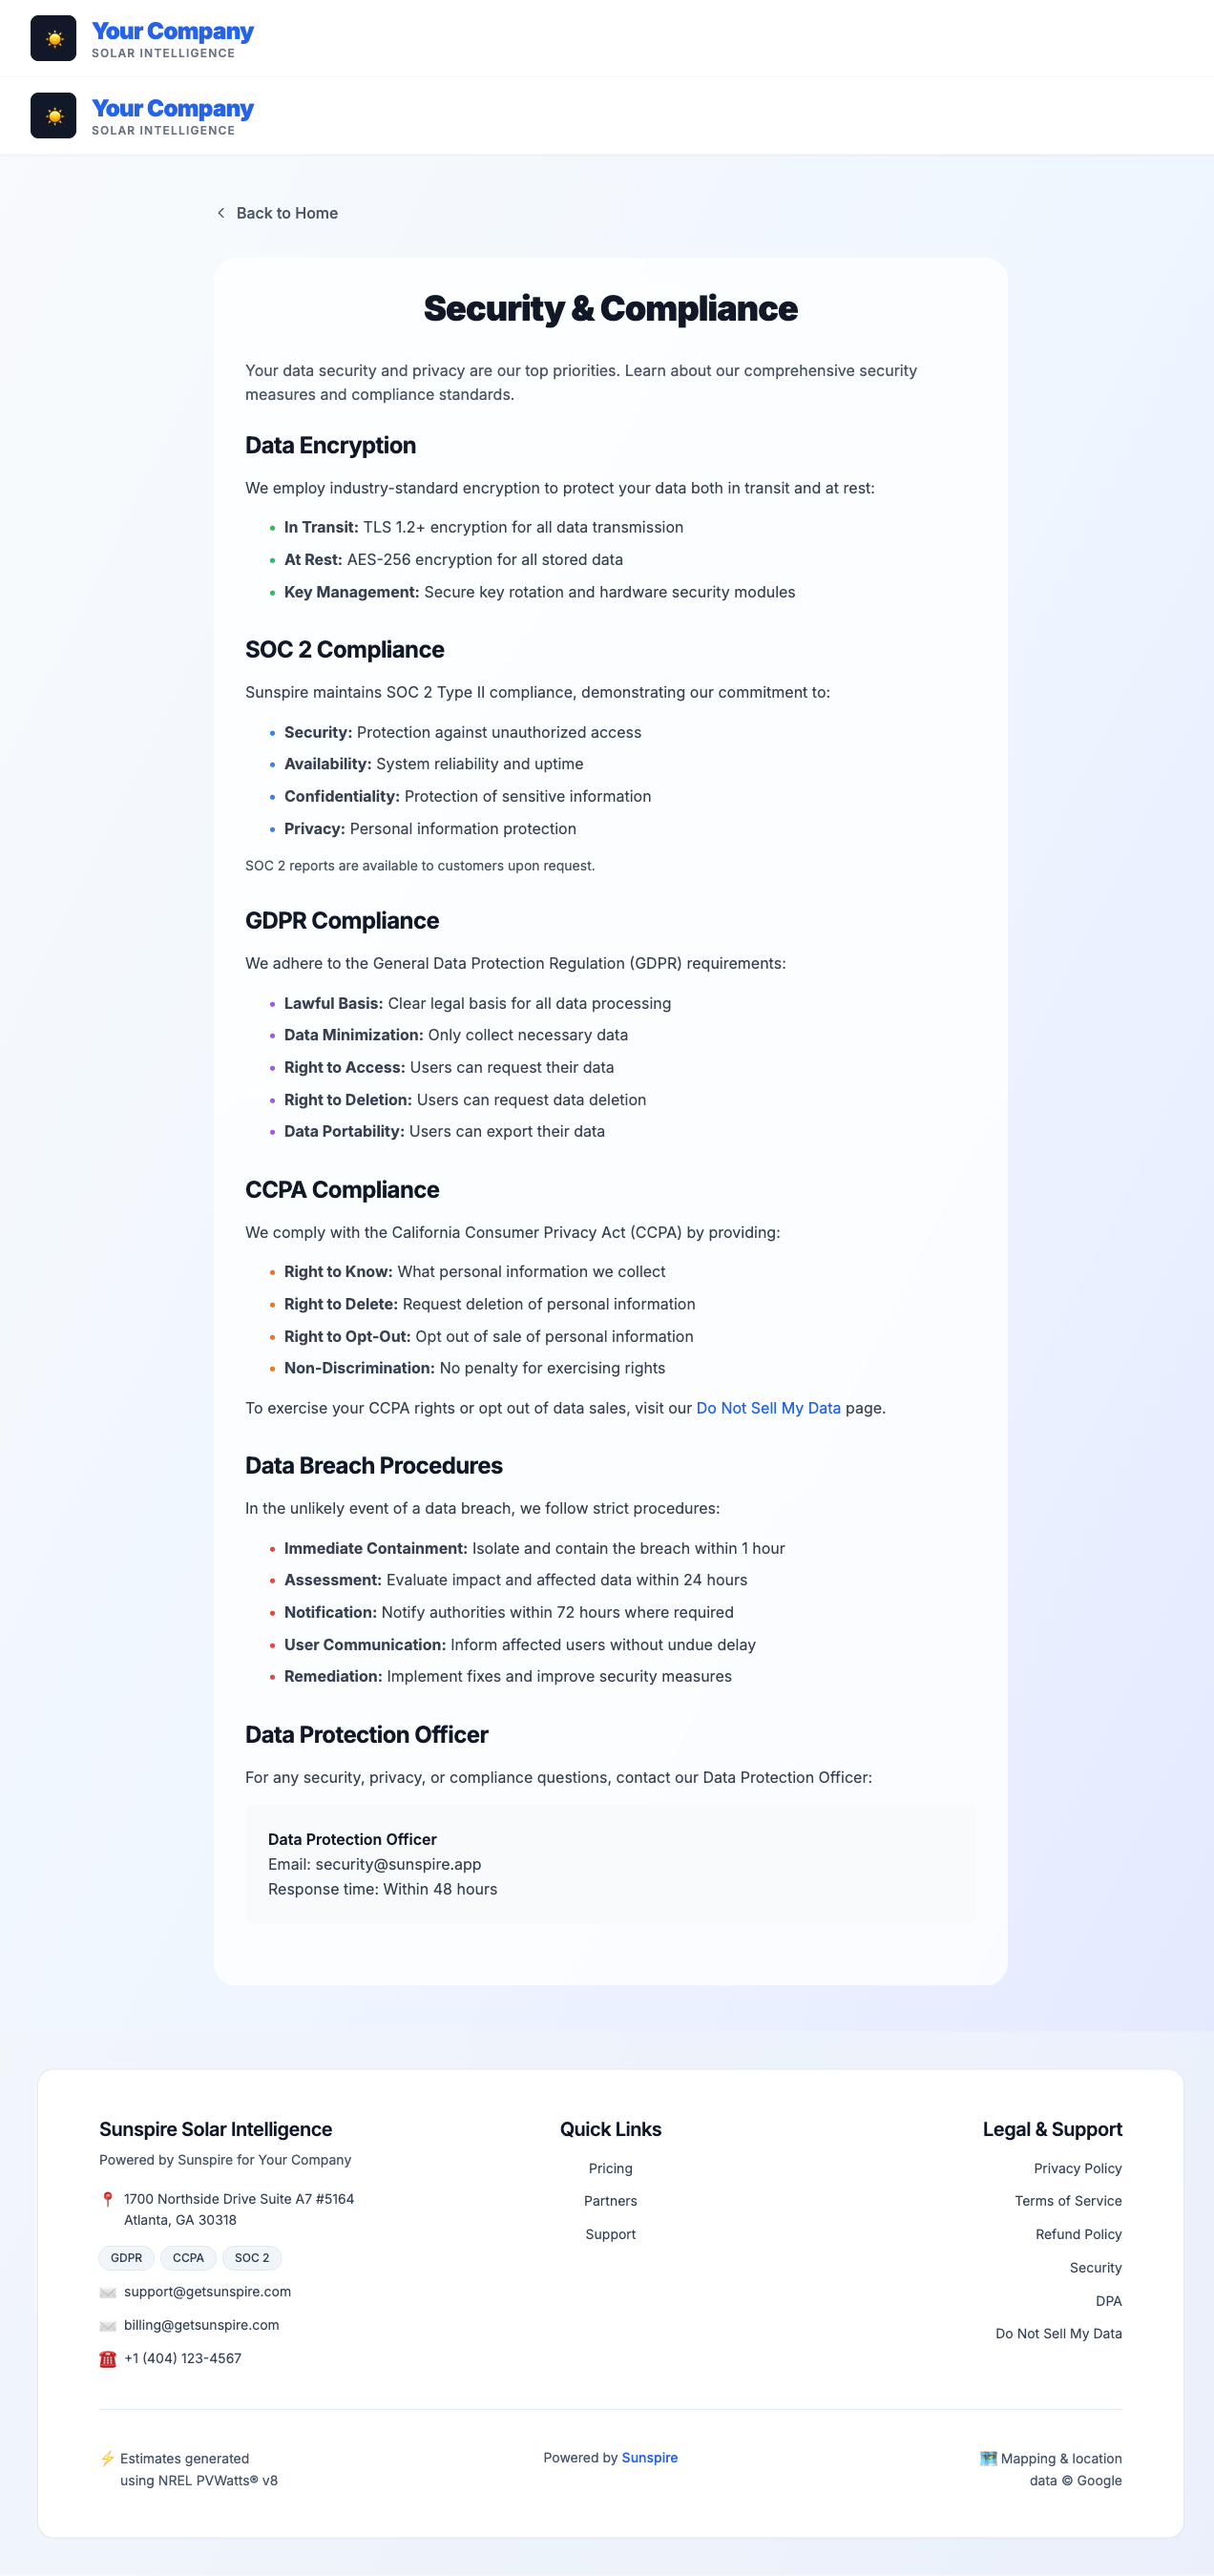 Your Company
SOLAR INTELLIGENCE
Your Company
SOLAR INTELLIGENCE
Back to Home
Security & Compliance
Your data security and privacy are our top priorities. Learn about our comprehensive security
measures and compliance standards.
Data Encryption
We employ industry-standard encryption to protect your data both in transit and at rest:
• In Transit: TLS 1.2+ encryption for all data transmission
• At Rest: AES-256 encryption for all stored data
• Key Management: Secure key rotation and hardware security modules
SOC 2 Compliance
Sunspire maintains SOC 2 Type II compliance, demonstrating our commitment to:
• Security: Protection against unauthorized access
• Availability: System reliability and uptime
• Confidentiality: Protection of sensitive information
• Privacy: Personal information protection
SOC 2 reports are available to customers upon request.
GDPR Compliance
We adhere to the General Data Protection Regulation (GDPR) requirements:
• Lawful Basis: Clear legal basis for all data processing
• Data Minimization: Only collect necessary data
• Right to Access: Users can request their data
• Right to Deletion: Users can request data deletion
• Data Portability: Users can export their data
CCPA Compliance
We comply with the California Consumer Privacy Act (CCPA) by providing:
• Right to Know: What personal information we collect
• Right to Delete: Request deletion of personal information
• Right to Opt-Out: Opt out of sale of personal information
• Non-Discrimination: No penalty for exercising rights
To exercise your CCPA rights or opt out of data sales, visit our Do Not Sell My Data page.
Data Breach Procedures
In the unlikely event of a data breach, we follow strict procedures:
• Immediate Containment: Isolate and contain the breach within 1 hour
• Assessment: Evaluate impact and affected data within 24 hours
• Notification: Notify authorities within 72 hours where required
• User Communication: Inform affected users without undue delay
• Remediation: Implement fixes and improve security measures
Data Protection Officer
For any security, privacy, or compliance questions, contact our Data Protection Officer:
Data Protection Officer
Email: security@sunspire.app
Response time: Within 48 hours
Sunspire Solar Intelligence
Powered by Sunspire for Your Company
1700 Northside Drive Suite A7 #5164
Atlanta, GA 30318
GDPR CCPA SOC 2
support@getsunspire.com
billing@getsunspire.com
+1 (404) 123-4567
Quick Links
Pricing
Partners
Support
Legal & Support
Privacy Policy
Terms of Service
Refund Policy
Security
DPA
Do Not Sell My Data
Estimates generated
using NREL PVWatts® v8
Powered by Sunspire
Mapping & location
data © Google